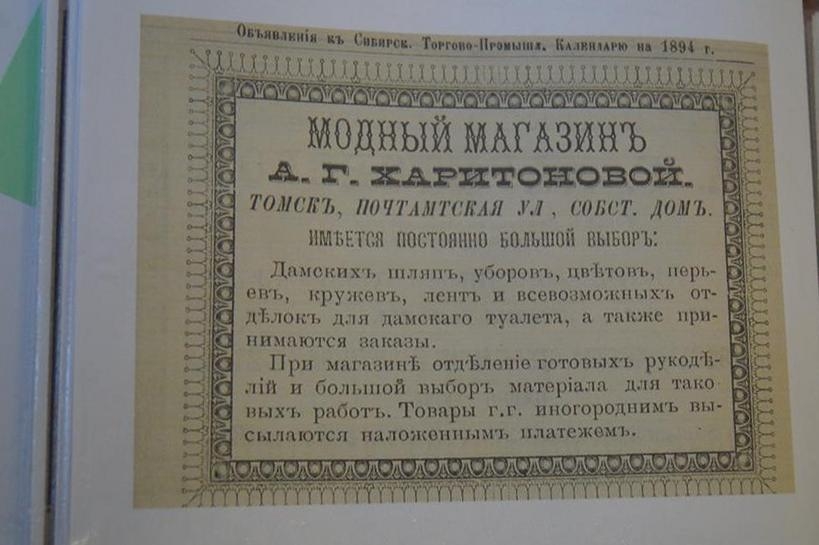 Объявленія къ Сибирск. Торгово-Промышл. Календарю на 1894 г.
МОДНЫЙ МАГАЗИНЪ
А. Г. ХАРИТОНОВОЙ.
ТОМСКЪ, ПОЧТАМТСКАЯ УЛ, СОБСТ. ДОМЪ.
ИМѢЕТСЯ ПОСТОЯННО БОЛЬШОЙ ВЫБОРЪ:
Дамскихъ шляпъ, уборовъ, цвѣтовъ, перь-
евъ, кружевъ, лентъ и всевозможныхъ от-
дѣлокъ для дамскаго туалета, а также при-
нимаются заказы.
При магазинѣ отдѣленіе готовыхъ рукодѣ-
лій и большой выборъ матеріала для тако
выхъ работъ. Товары г.г. иногороднимъ вы-
сылаются наложеннымъ платежемъ.